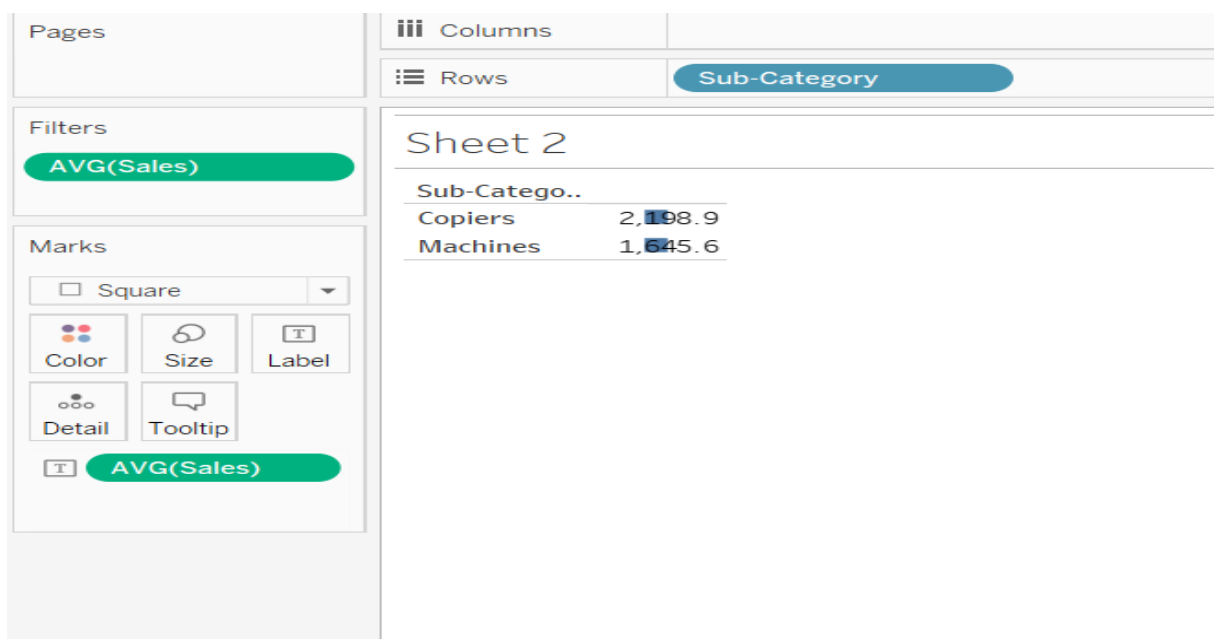 Pages
Columns
Rows
Sub-Category
Filters
AVG(Sales)
Sheet 2
Sub-Catego..
Copiers 2,198.9
Machines 1,645.6
Marks
Square
Color Size T Label
Detail Tooltip
T AVG(Sales)